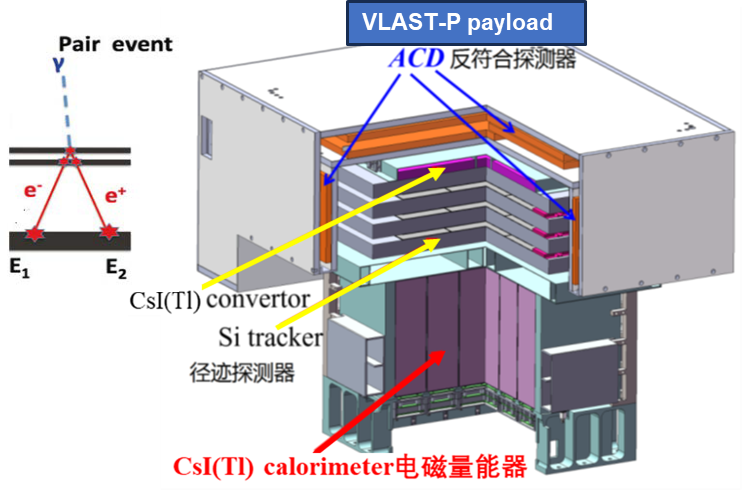 VLAST-P payload
Pair event
γ
ACD 反符合探测器
e-
e+
E1
E2
CsI(Tl) convertor
Si tracker
径迹探测器
CsI(Tl) calorimeter电磁量能器